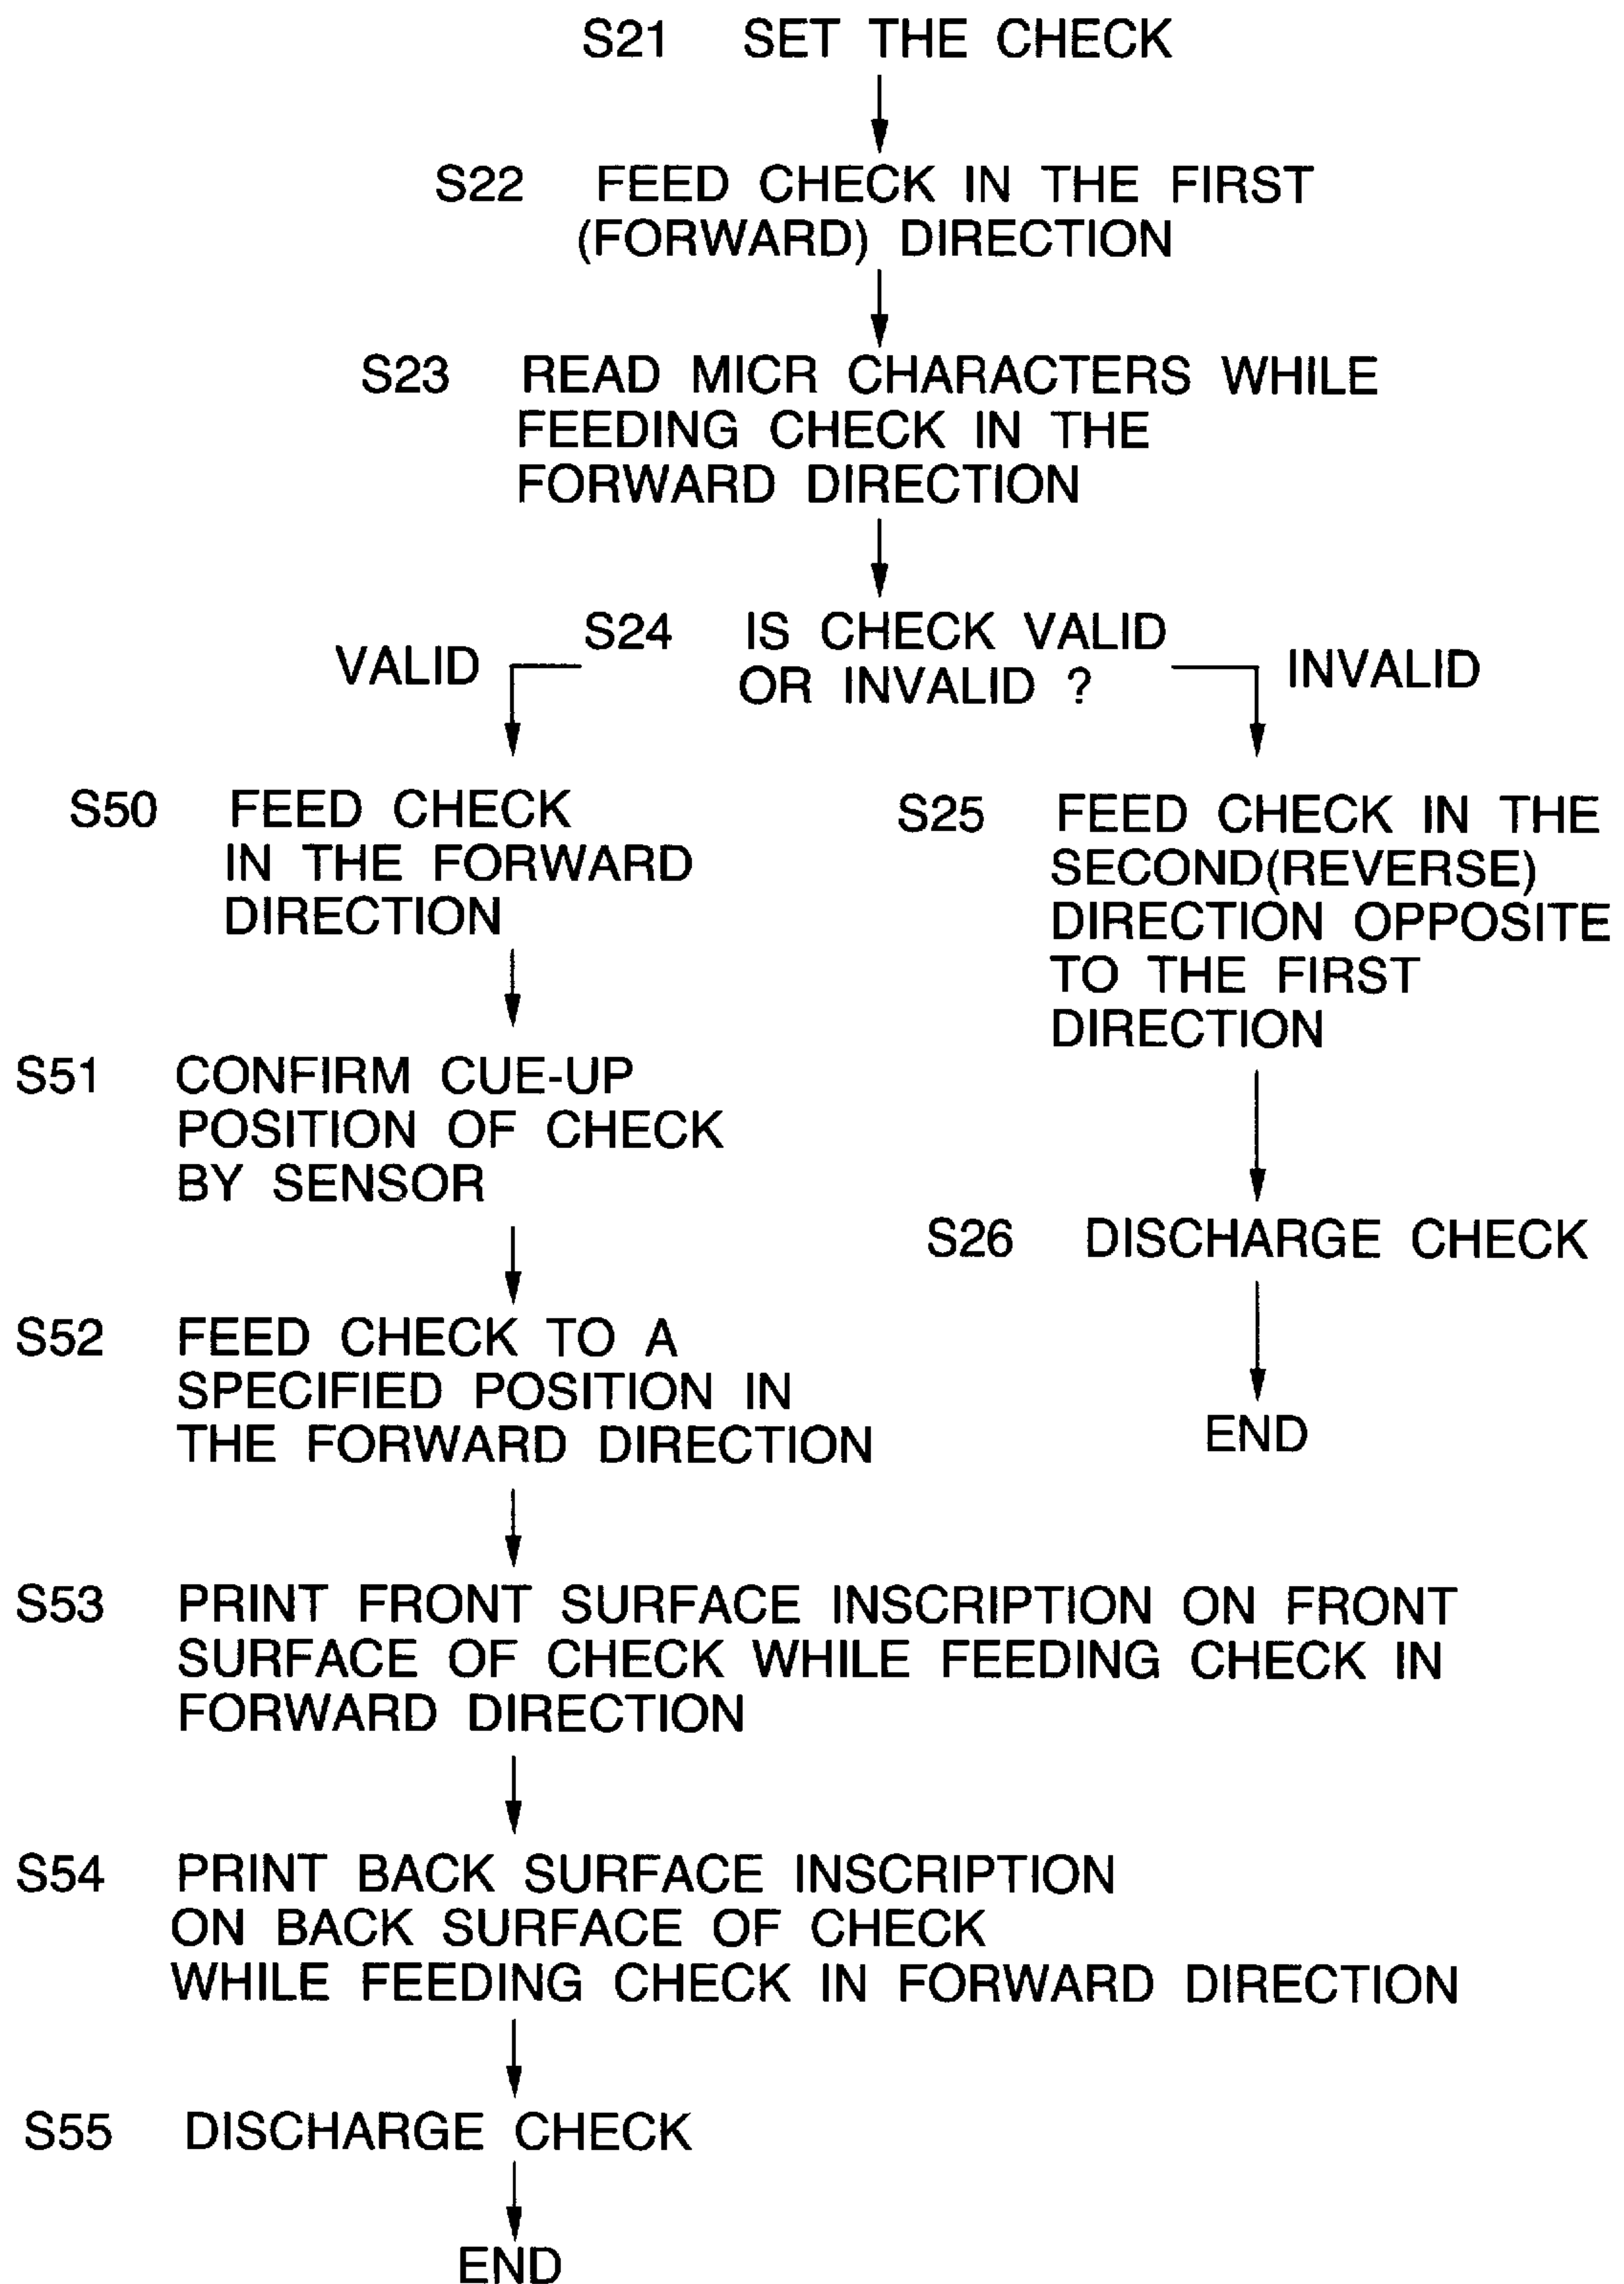 S21 SET THE CHECK
S22 FEED CHECK IN THE FIRST
(FORWARD) DIRECTION
S23 READ MICR CHARACTERS WHILE
FEEDING CHECK IN THE
FORWARD DIRECTION
S24 IS CHECK VALID
OR INVALID ?
VALID
INVALID
S50 FEED CHECK
IN THE FORWARD
DIRECTION
S51 CONFIRM CUE-UP
POSITION OF CHECK
BY SENSOR
S52 FEED CHECK TO A
SPECIFIED POSITION IN
THE FORWARD DIRECTION
S53 PRINT FRONT SURFACE INSCRIPTION ON FRONT
SURFACE OF CHECK WHILE FEEDING CHECK IN
FORWARD DIRECTION
S54 PRINT BACK SURFACE INSCRIPTION
ON BACK SURFACE OF CHECK
WHILE FEEDING CHECK IN FORWARD DIRECTION
S55 DISCHARGE CHECK
END
S25 FEED CHECK IN THE
SECOND(REVERSE)
DIRECTION OPPOSITE
TO THE FIRST
DIRECTION
S26 DISCHARGE CHECK
END